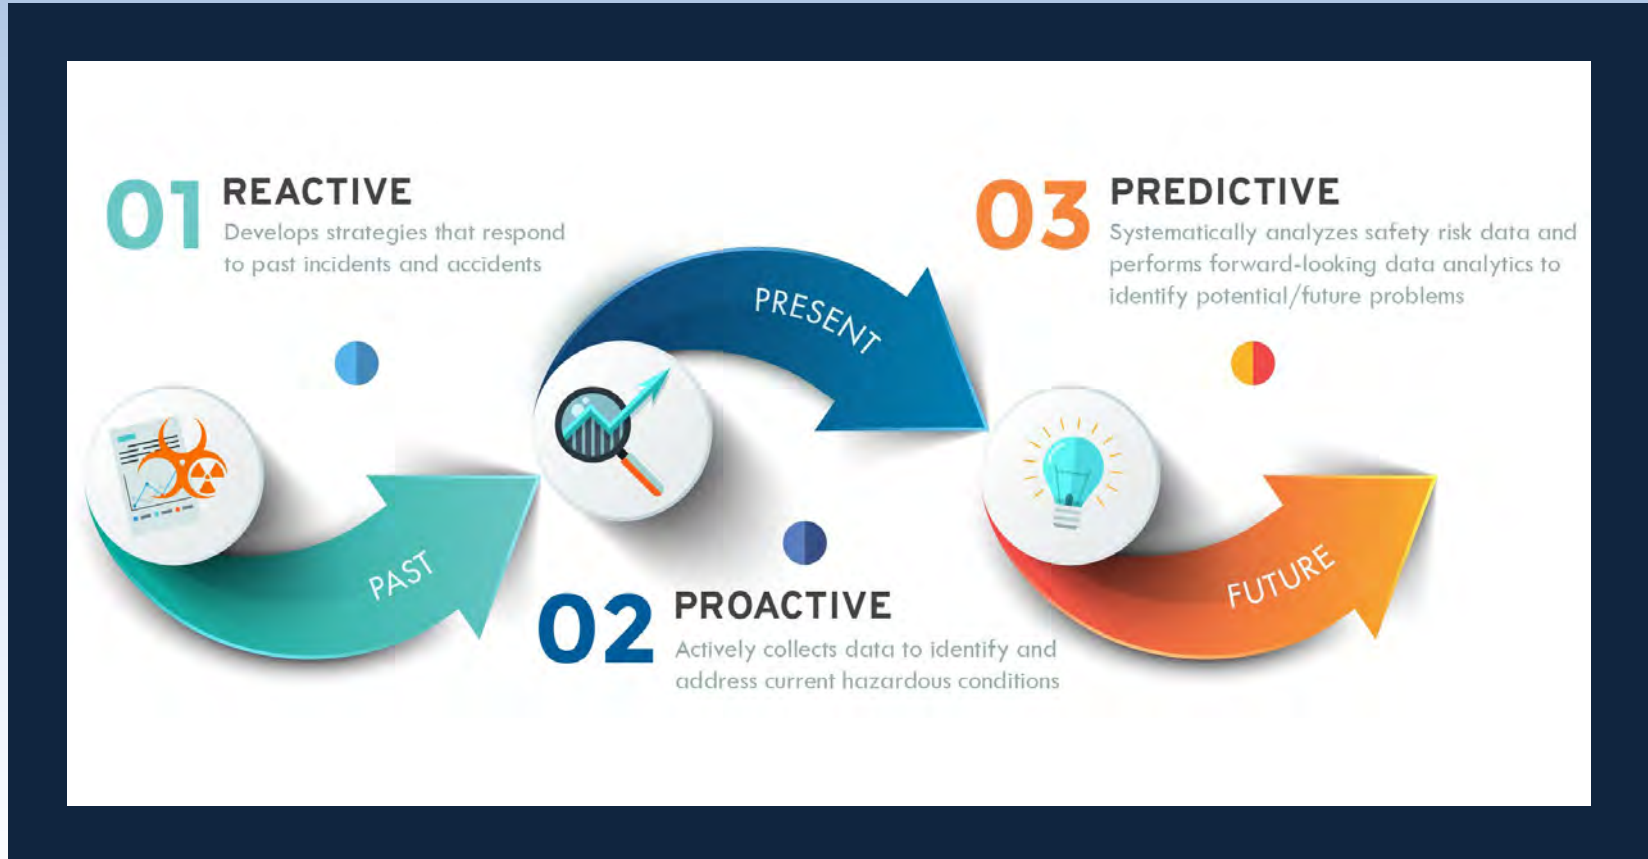 01 REACTIVE
Develops strategies that respond
to past incidents and accidents
PAST
PRESENT
02 PROACTIVE
Actively collects data to identify and
address current hazardous conditions
03 PREDICTIVE
Systematically analyzes safety risk data and
performs forward-looking data analytics to
identify potential/future problems
FUTURE